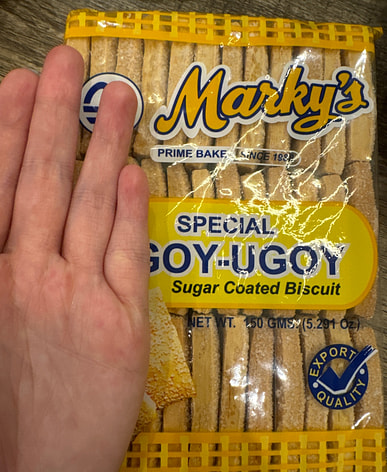 Marky's
PRIME BAKE SINCE 198
SPECIAL
GOY-UGOY
Sugar Coated Biscuit
NET WT. 150 GMS. (5.291 Oz.)
EXPORT
QUALITY